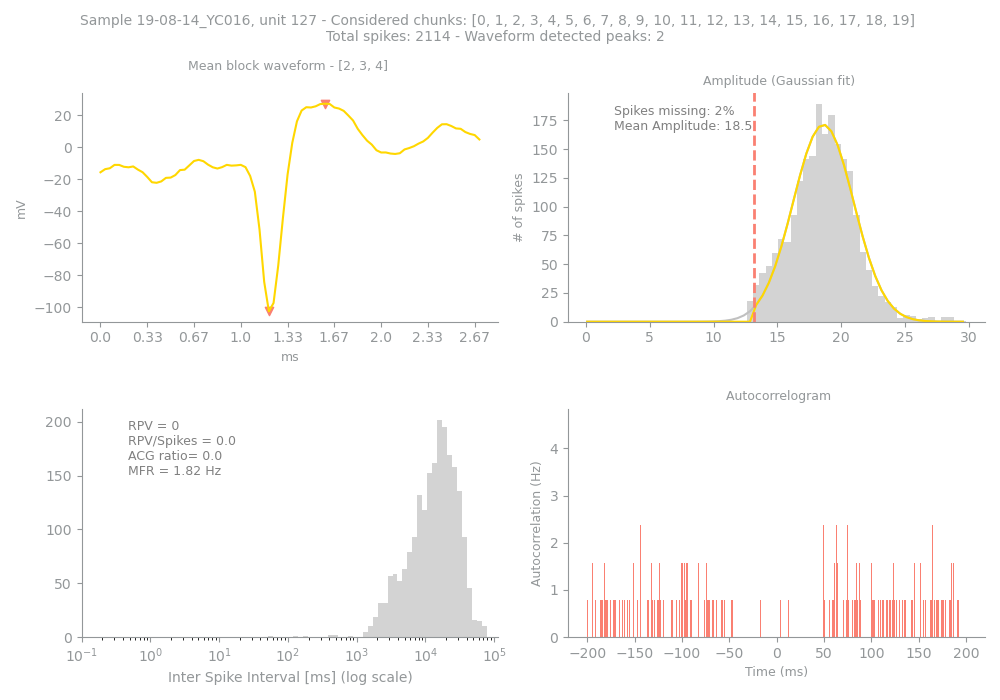 Sample 19-08-14_YC016, unit 127 - Considered chunks: [0, 1, 2, 3, 4, 5, 6, 7, 8, 9, 10, 11, 12, 13, 14, 15, 16, 17, 18, 19]
Total spikes: 2114 - Waveform detected peaks: 2
Mean block waveform - [2, 3, 4]
20
0
−20
−40
−60
−80
−100
mV
0.0 0.33 0.67 1.0 1.33 1.67 2.0 2.33 2.67
ms
Amplitude (Gaussian fit)
Spikes missing: 2%
Mean Amplitude: 18.5
175
150
125
100
75
50
25
0
# of spikes
0 5 10 15 20 25 30
RPV = 0
RPV/Spikes = 0.0
ACG ratio= 0.0
MFR = 1.82 Hz
200
150
100
50
0
10−1 100 101 102 103 104 105
Inter Spike Interval [ms] (log scale)
Autocorrelogram
4
3
2
1
0
Autocorrelation (Hz)
−200 −150 −100 −50 0 50 100 150 200
Time (ms)